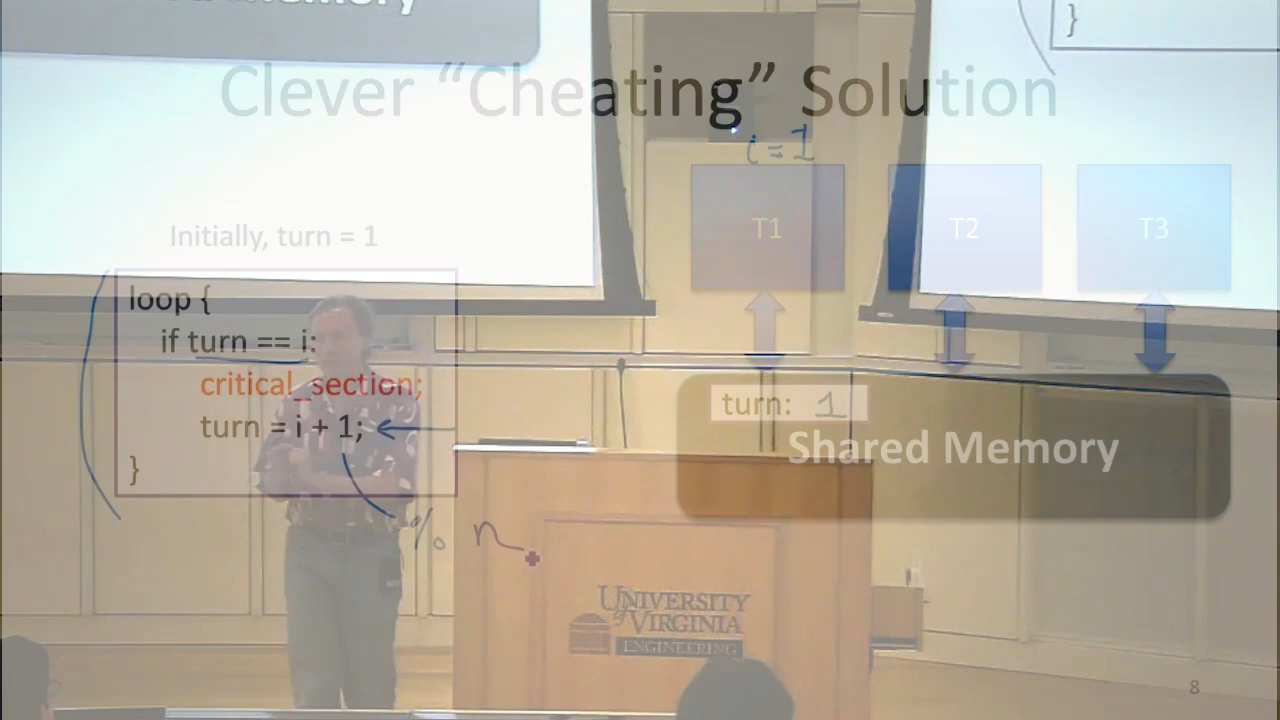 Memory
}
Clever “Cheating” Solution
i = 1
T1
T2
T3
Initially, turn = 1
loop {
if turn == i:
critical_section;
turn = i + 1;
}
% n
turn: 1
Shared Memory
UNIVERSITY
of VIRGINIA
ENGINEERING
8